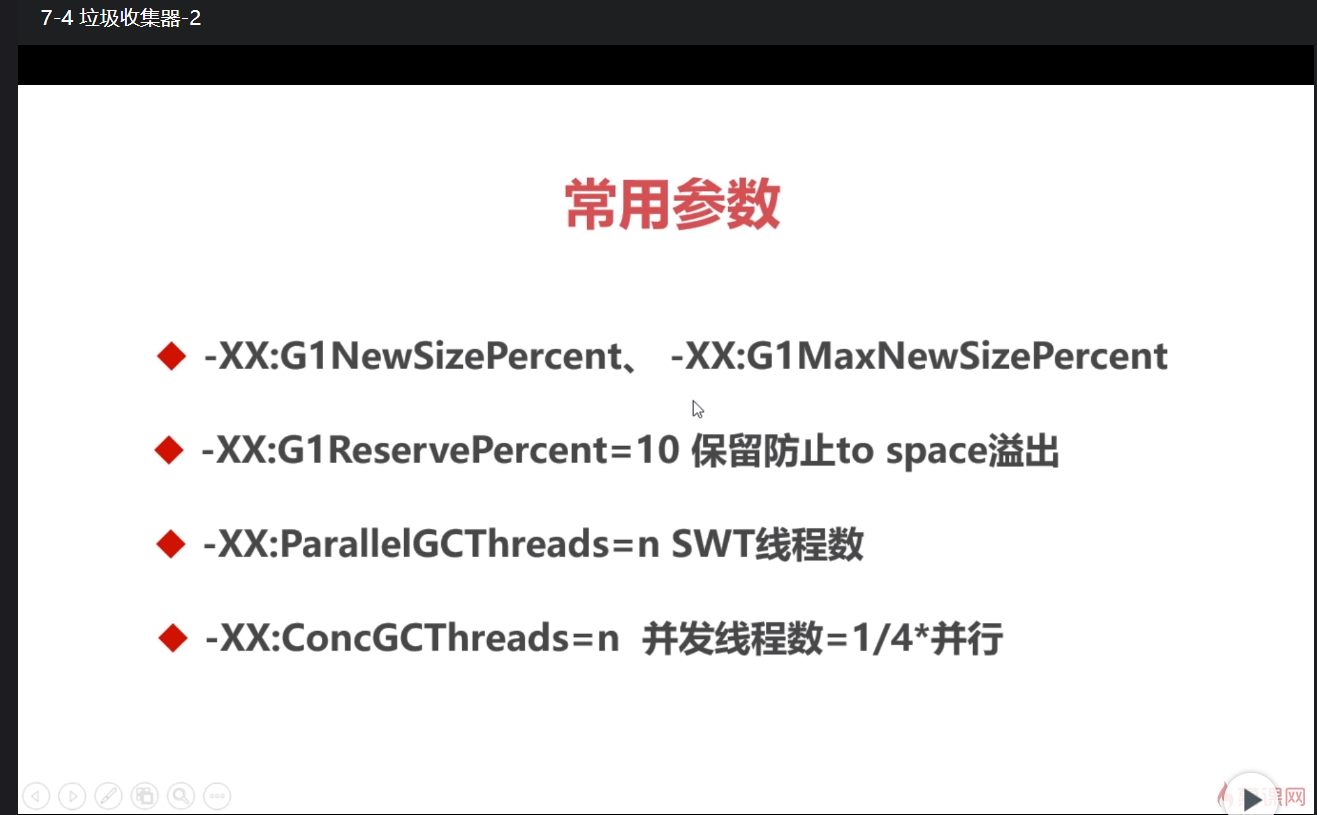 7-4 垃圾收集器-2
常用参数
-XX:G1NewSizePercent、 -XX:G1MaxNewSizePercent
-XX:G1ReservePercent=10 保留防止to space溢出
-XX:ParallelGCThreads=n SWT线程数
-XX:ConcGCThreads=n 并发线程数=1/4*并行
课网